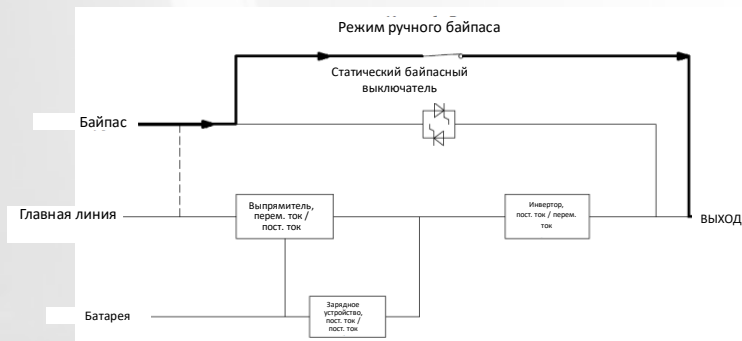 Режим ручного байпаса
Статический байпасный
выключатель
Байпас
Главная линия
Выпрямитель,
перем. ток /
пост. ток
Инвертор,
пост. ток / перем.
ток
ВЫХОД
Батарея
Зарядное
устройство,
пост. ток /
пост. ток